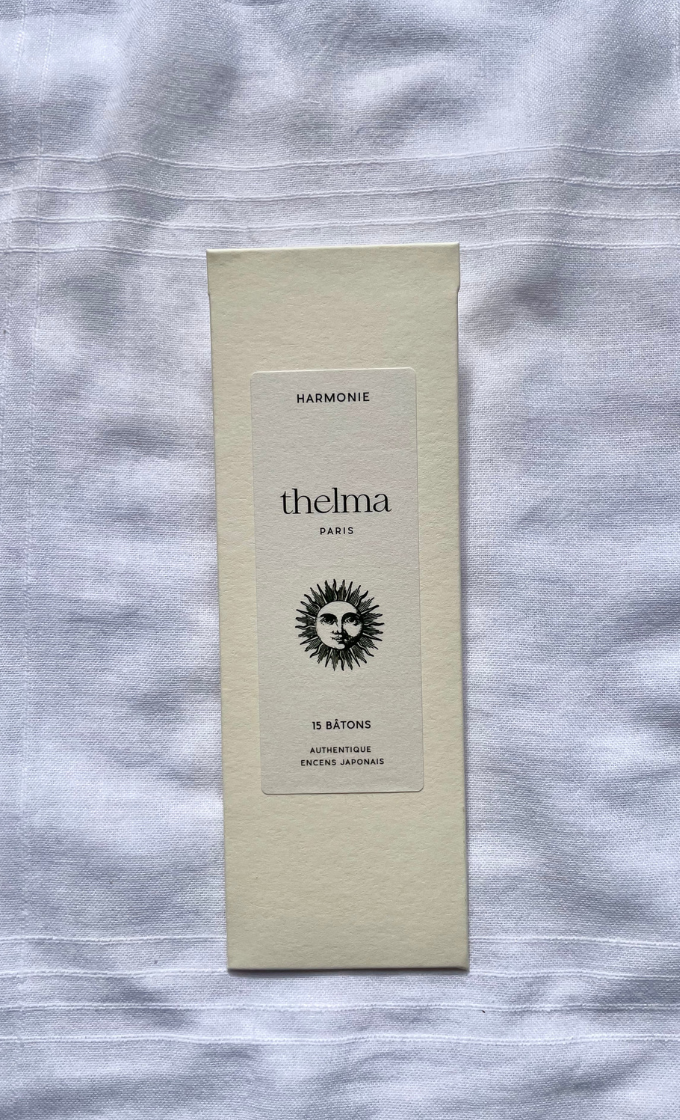 HARMONIE
thelma
PARIS
15 BÂTONS
AUTHENTIQUE
ENCENS JAPONAIS